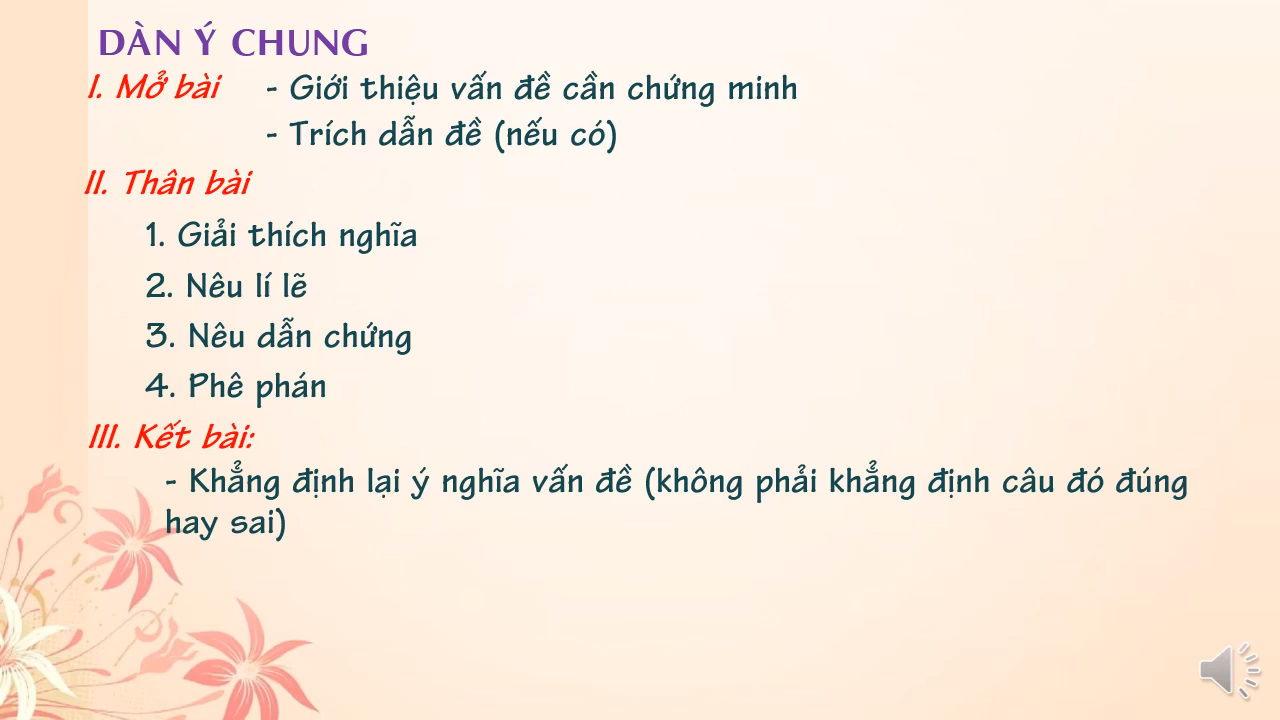 DÀN Ý CHUNG
I. Mở bài - Giới thiệu vấn đề cần chứng minh
- Trích dẫn đề (nếu có)
II. Thân bài
1. Giải thích nghĩa
2. Nêu lí lẽ
3. Nêu dẫn chứng
4. Phê phán
III. Kết bài:
- Khẳng định lại ý nghĩa vấn đề (không phải khẳng định câu đó đúng
hay sai)